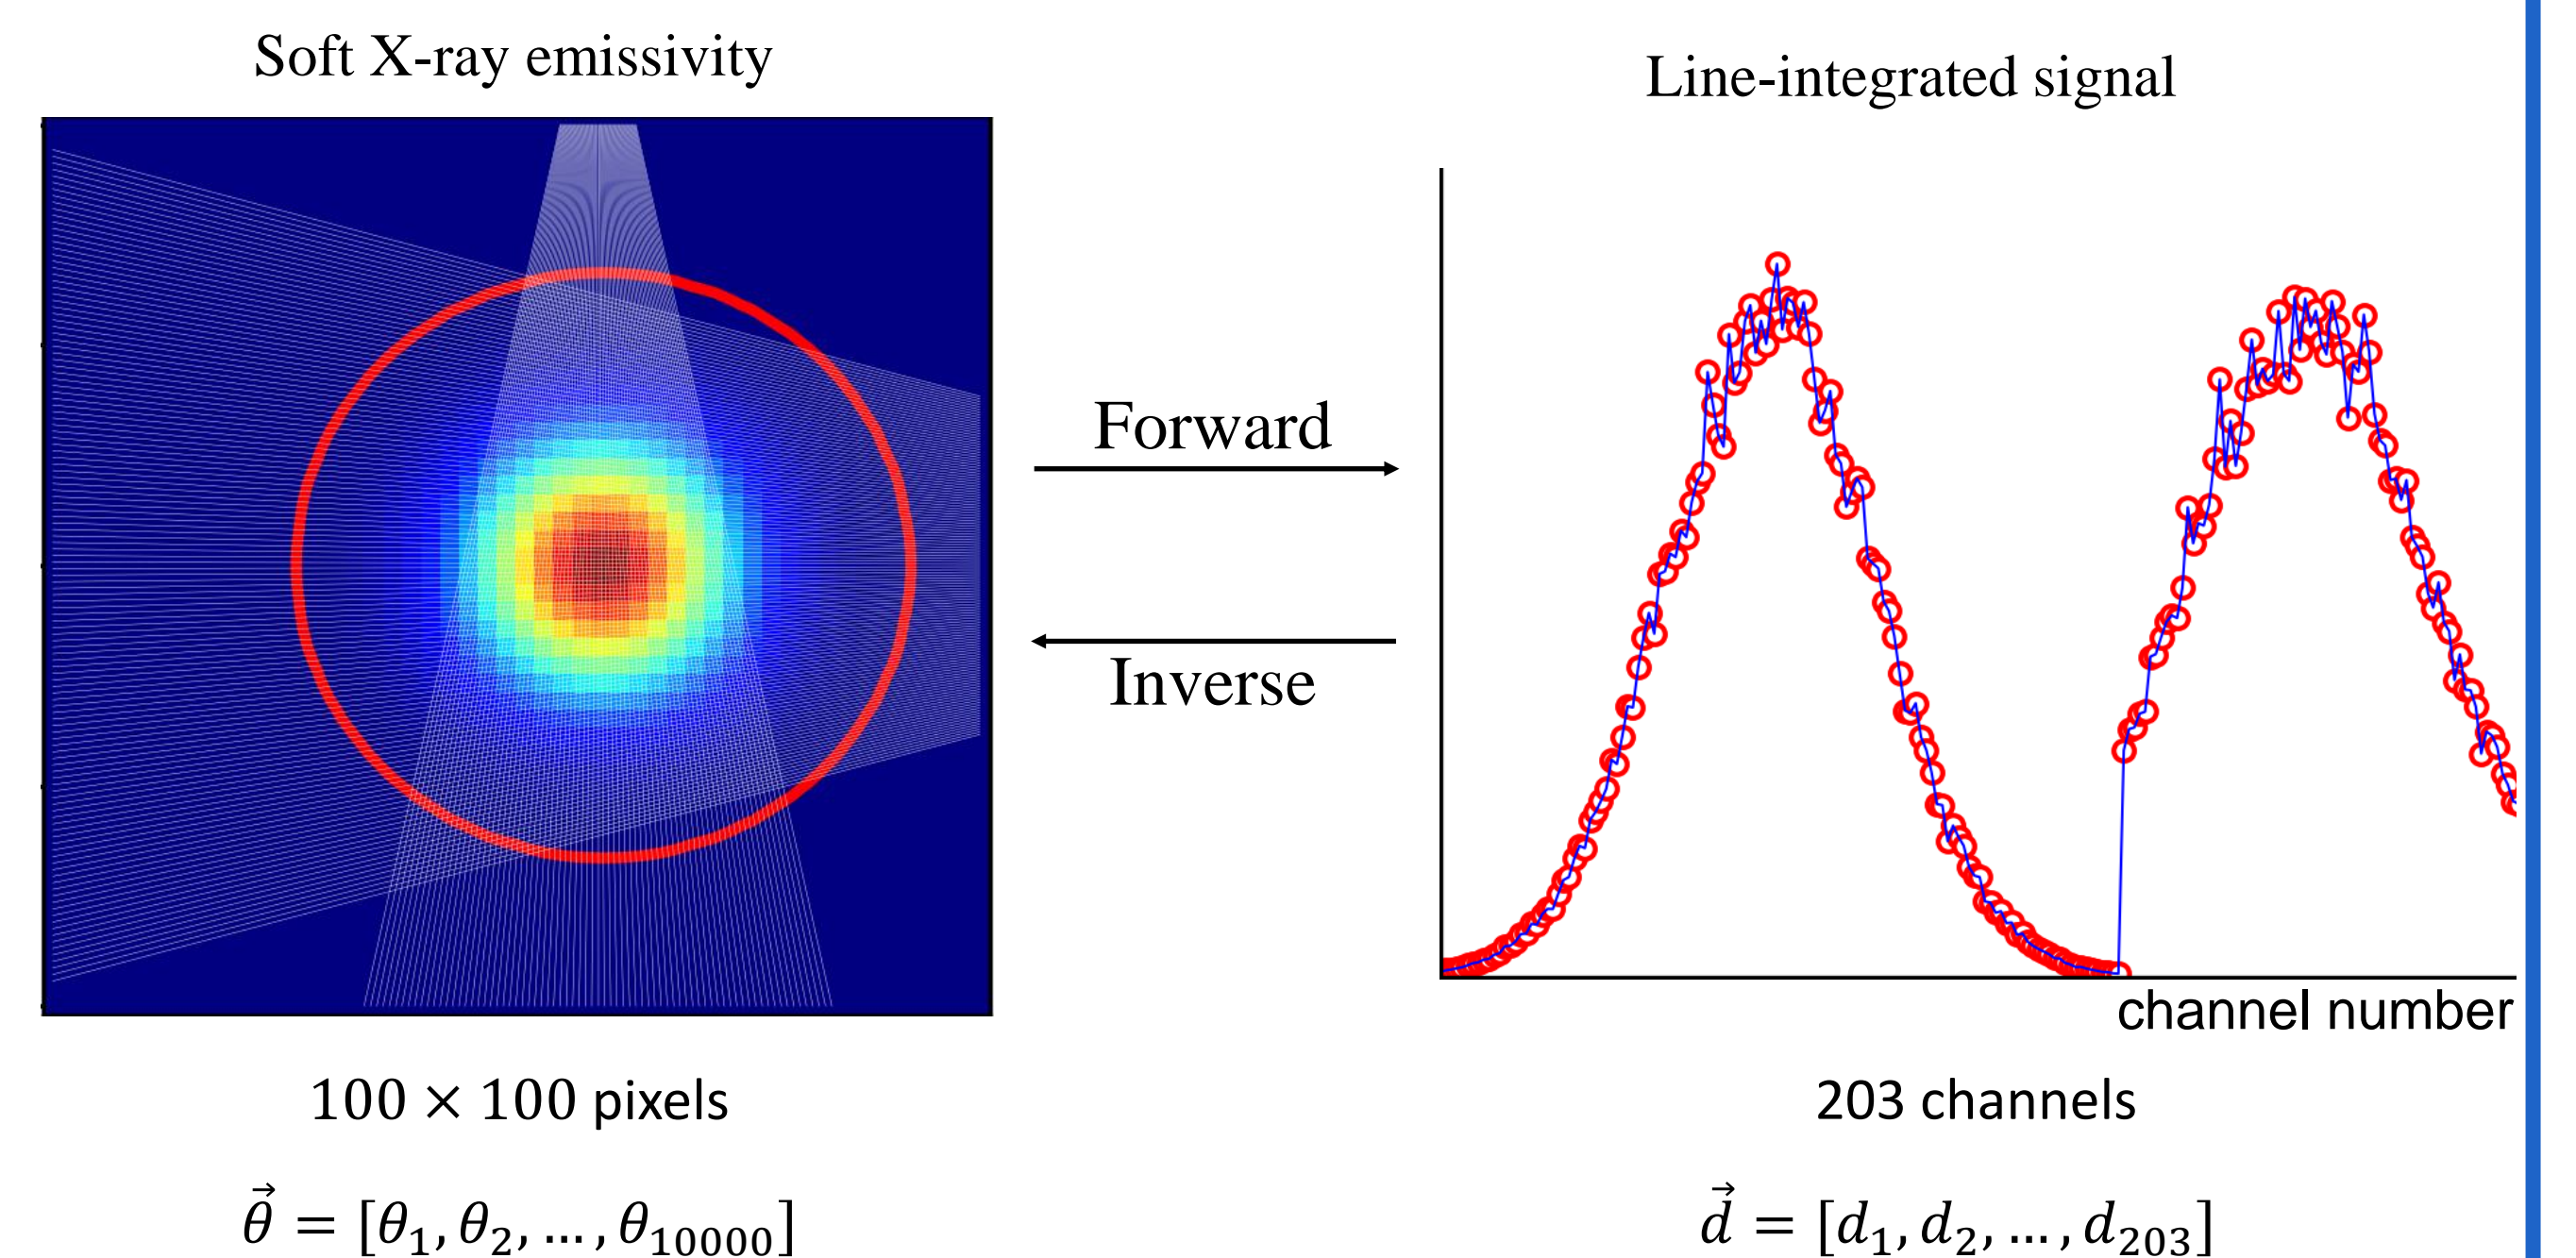 Soft X-ray emissivity
Line-integrated signal
Forward
Inverse
channel number
100 × 100 pixels
203 channels
θ⃗ = [θ₁, θ₂, … , θ₁₀₀₀₀]
d⃗ = [d₁, d₂, … , d₂₀₃]